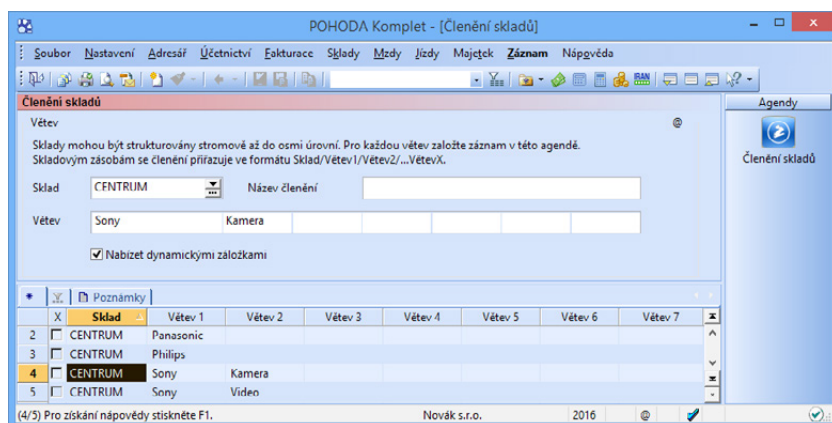 POHODA Komplet - [Členění skladů]
Soubor Nastavení Adresář Účetnictví Fakturace Sklady Mzdy Jízdy Majetek Záznam Nápověda
Členění skladů
Agendy
Větev @
Sklady mohou být strukturovány stromově až do osmi úrovní. Pro každou větev založte záznam v této agendě.
Skladovým zásobám se členění přiřazuje ve formátu Sklad/Větev1/Větev2/...VětevX.
Členění skladů
Sklad CENTRUM Název členění
Větev Sony Kamera
Nabízet dynamickými záložkami
Poznámky
X Sklad Větev 1 Větev 2 Větev 3 Větev 4 Větev 5 Větev 6 Větev 7
2 CENTRUM Panasonic
3 CENTRUM Philips
4 CENTRUM Sony Kamera
5 CENTRUM Sony Video
(4/5) Pro získání nápovědy stiskněte F1. Novák s.r.o. 2016 @